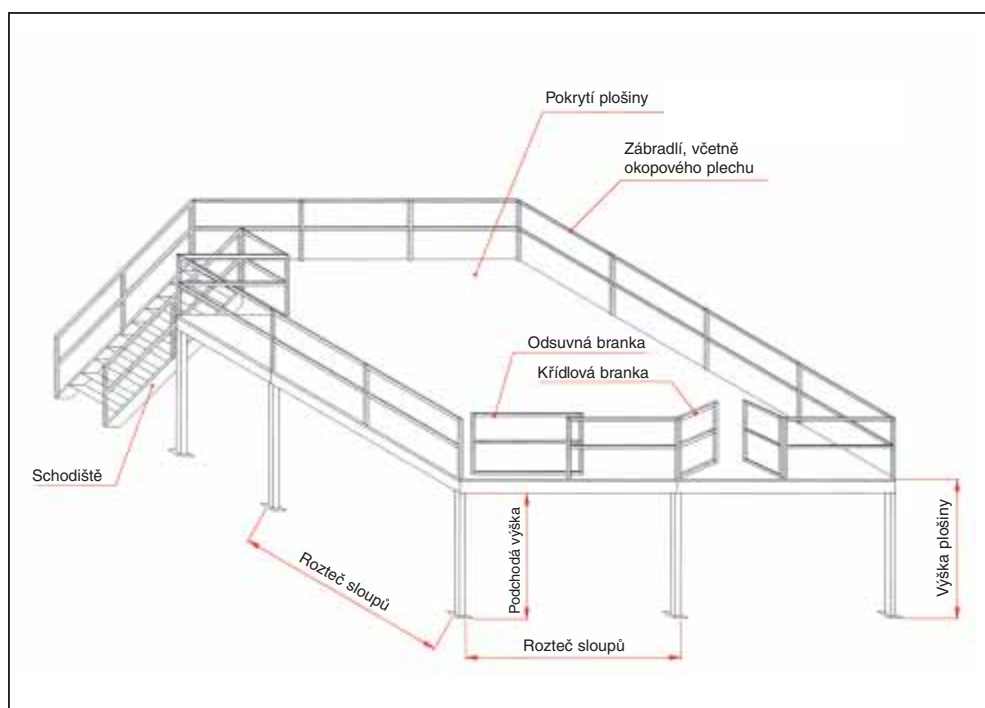 Pokrytí plošiny
Zábradlí, včetně
okopového plechu
Odsuvná branka
Křídlová branka
Schodiště
Rozteč sloupů
Podchodá výška
Výška plošiny
Rozteč sloupů